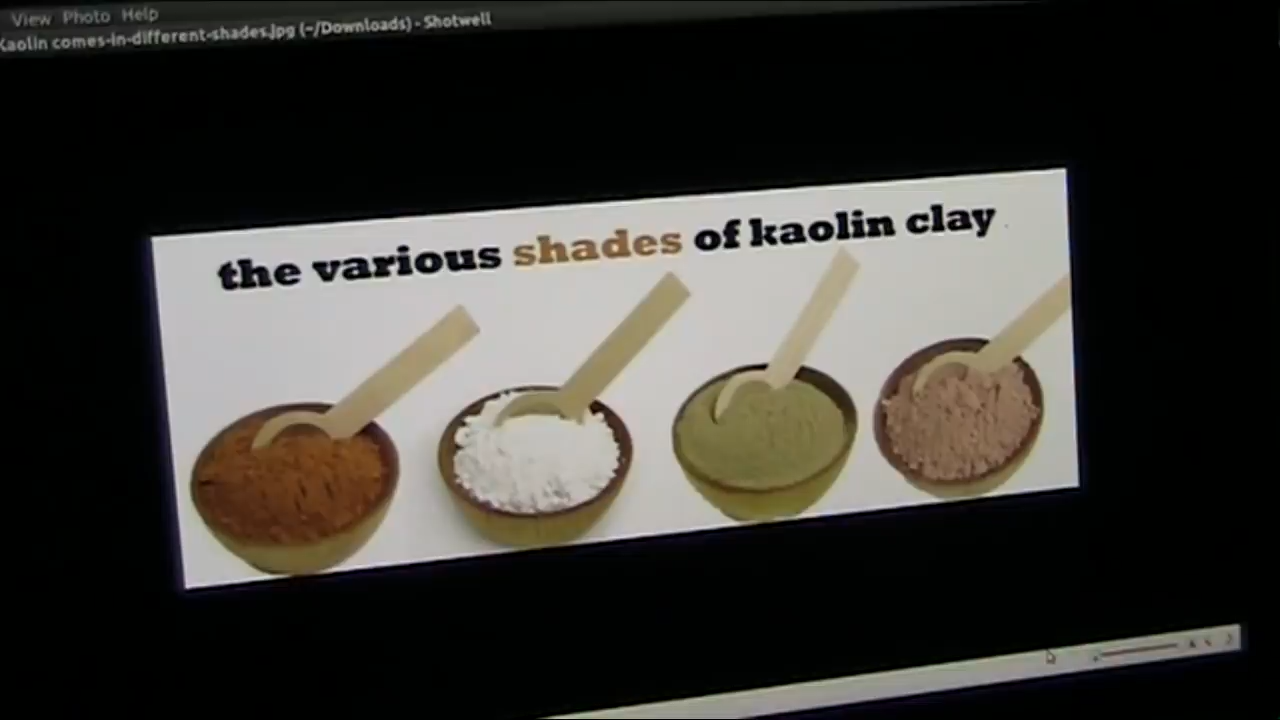 View Photo Help
Kaolin comes-in-different-shades.jpg (~/Downloads) - Shotwell
the various shades of kaolin clay